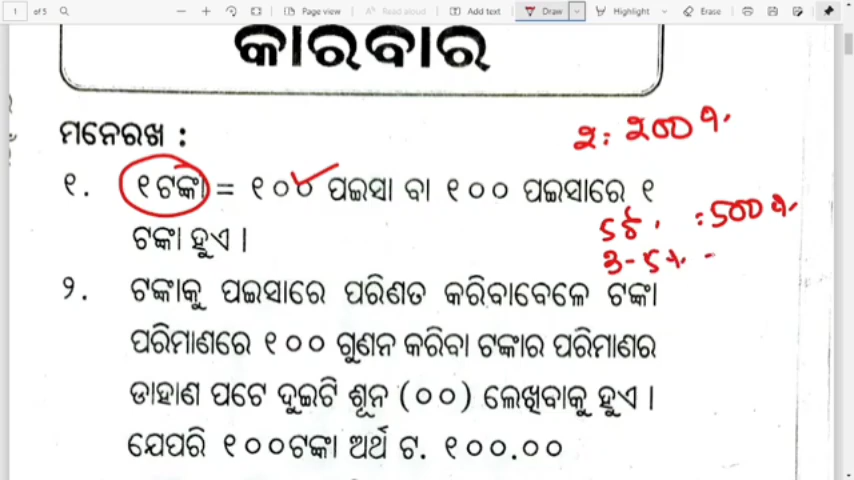 1 of 5 Page view Read aloud Add text Draw Highlight Erase
କାରବାର
ମନେରଖ :
୧. ୧ ଟଙ୍କା = ୧୦୦ ପଇସା ବା ୧୦୦ ପଇସାରେ ୧
ଟଙ୍କା ହୁଏ ।
୨. ଟଙ୍କାକୁ ପଇସାରେ ପରିଣତ କରିବାବେଳେ ଟଙ୍କା
ପରିମାଣରେ ୧୦୦ ଗୁଣନ କରିବା ଟଙ୍କାର ପରିମାଣର
ଡାହାଣ ପଟେ ଦୁଇଟି ଶୂନ (୦୦) ଲେଖିବାକୁ ହୁଏ ।
ଯେପରି ୧୦୦ଟଙ୍କା ଅର୍ଥ ଟ. ୧୦୦.୦୦